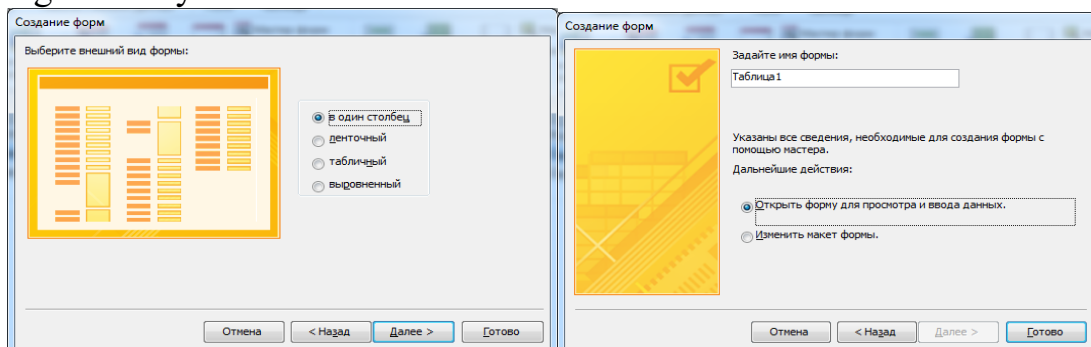 Создание форм
Выберите внешний вид формы:
в один столбец
ленточный
табличный
выровненный
Отмена
< Назад
Далее >
Готово
Создание форм
Задайте имя формы:
Таблица1
Указаны все сведения, необходимые для создания формы с
помощью мастера.
Дальнейшие действия:
Открыть форму для просмотра и ввода данных.
Изменить макет формы.
Отмена
< Назад
Далее >
Готово